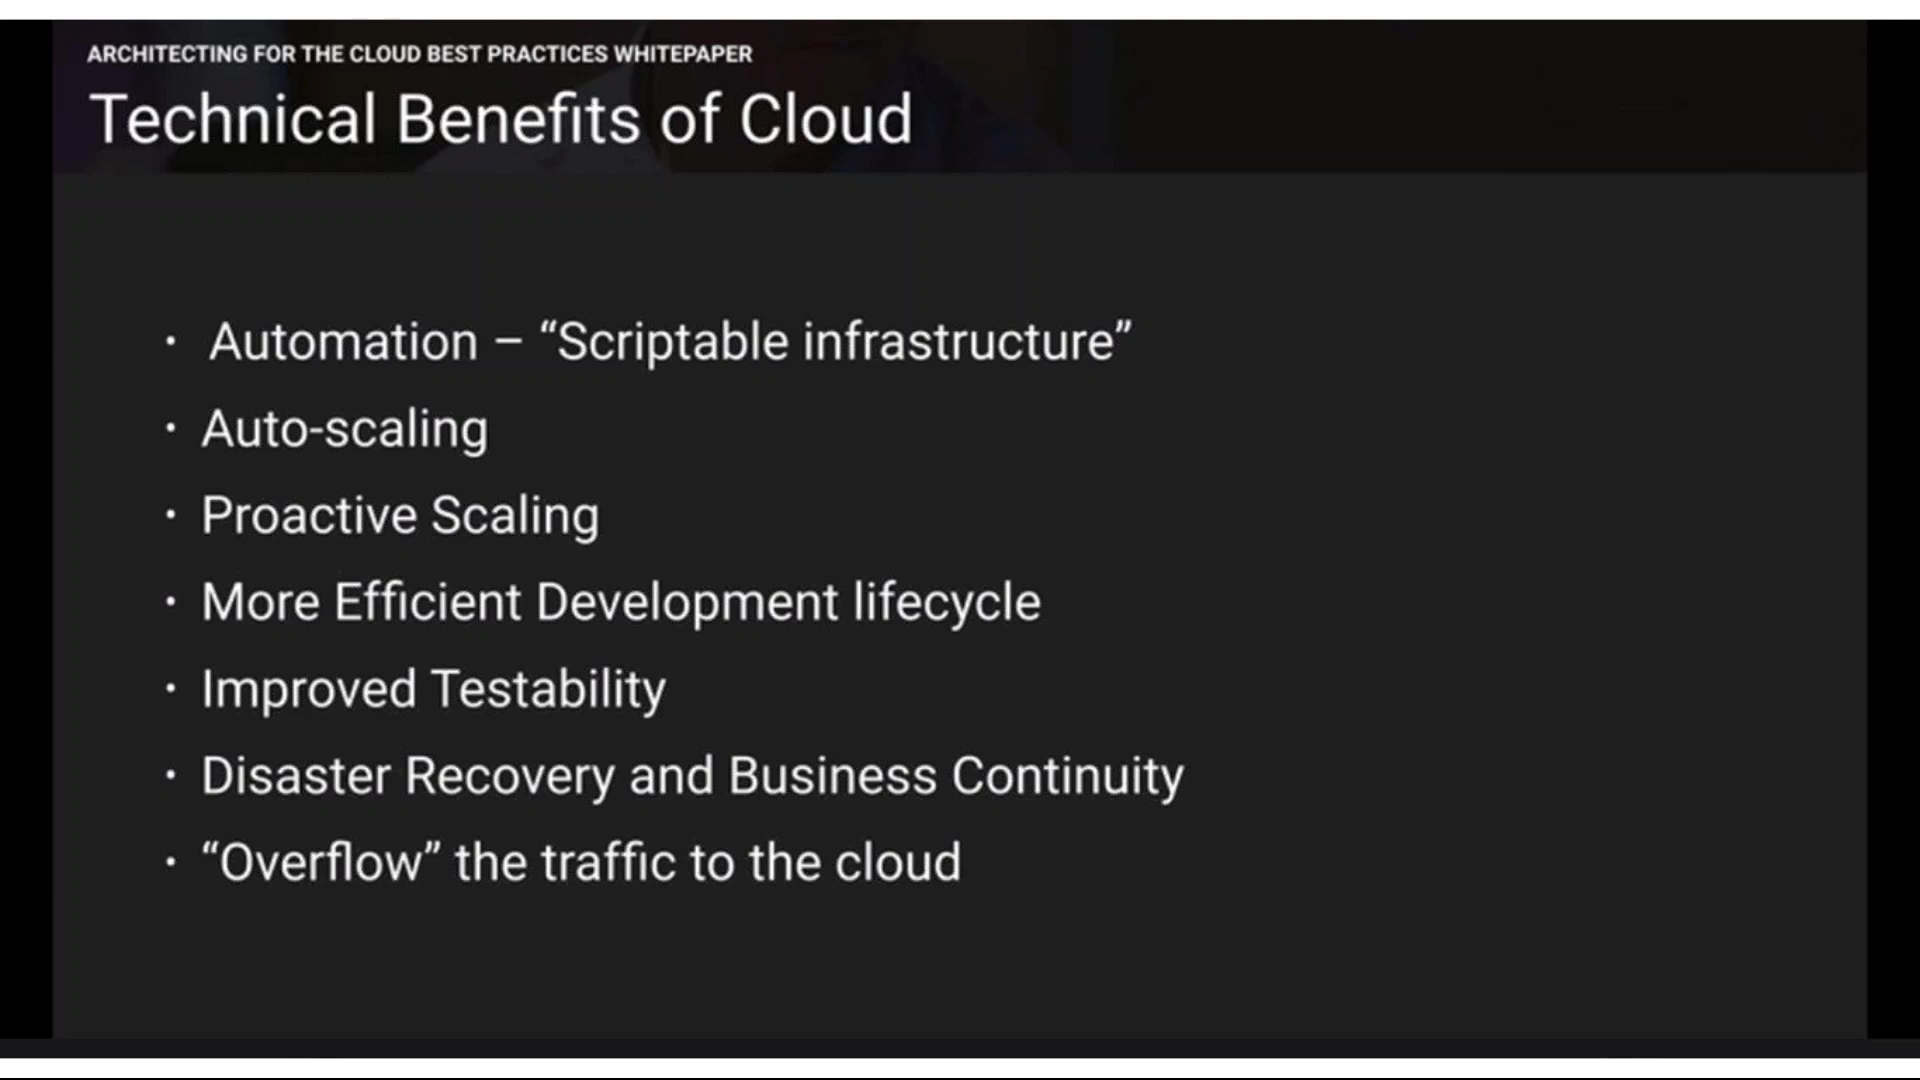 ARCHITECTING FOR THE CLOUD BEST PRACTICES WHITEPAPER
Technical Benefits of Cloud
· Automation – “Scriptable infrastructure”
· Auto-scaling
· Proactive Scaling
· More Efficient Development lifecycle
· Improved Testability
· Disaster Recovery and Business Continuity
· “Overflow” the traffic to the cloud